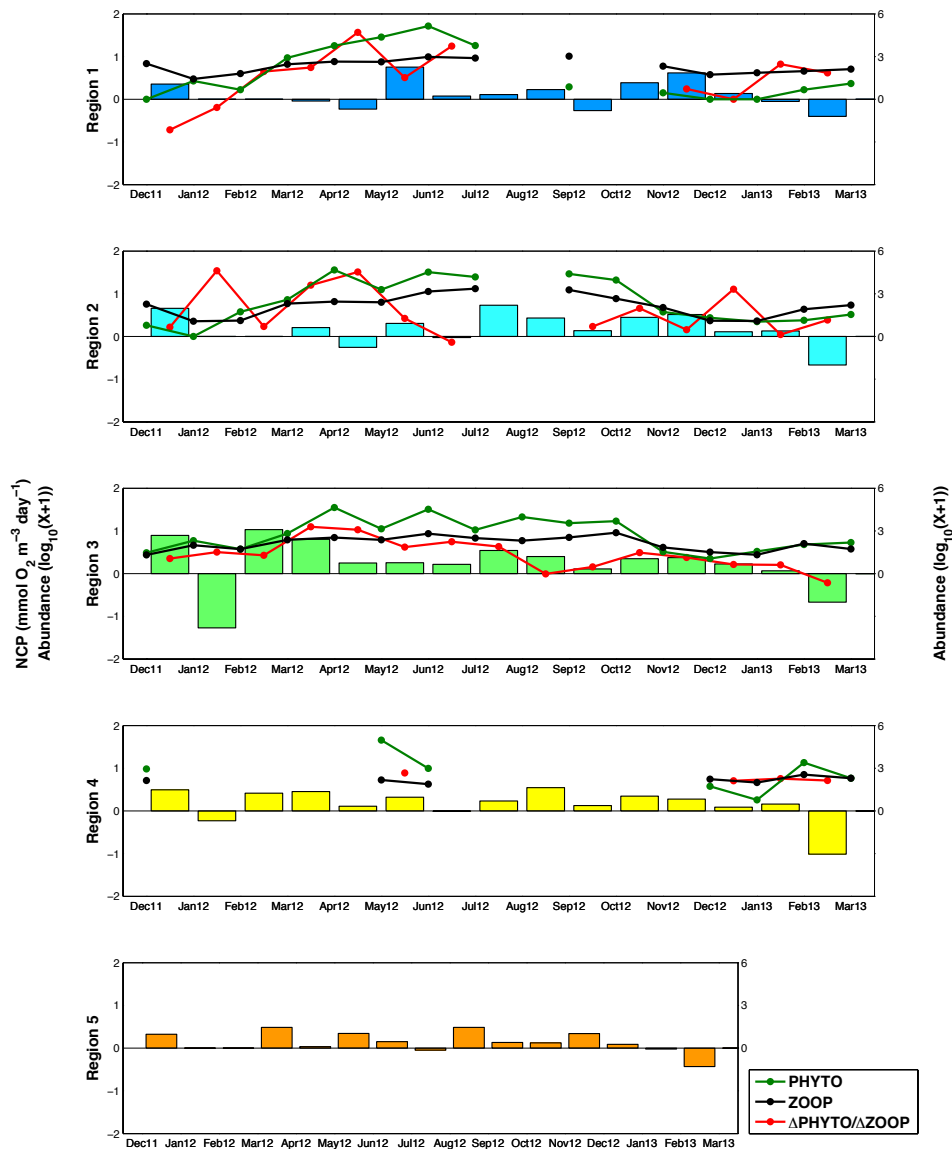 2 6
1 3
0 0
−1
−2
Region 1
Dec11 Jan12 Feb12 Mar12 Apr12 May12 Jun12 Jul12 Aug12 Sep12 Oct12 Nov12 Dec12 Jan13 Feb13 Mar13
2 6
1 3
0 0
−1
−2
Region 2
Dec11 Jan12 Feb12 Mar12 Apr12 May12 Jun12 Jul12 Aug12 Sep12 Oct12 Nov12 Dec12 Jan13 Feb13 Mar13
NCP (mmol O2 m−3 day−1)
Abundance (log10(X+1))
2 6
1 3
0 0
−1
−2
Region 3
Abundance (log10(X+1))
Dec11 Jan12 Feb12 Mar12 Apr12 May12 Jun12 Jul12 Aug12 Sep12 Oct12 Nov12 Dec12 Jan13 Feb13 Mar13
2 6
1 3
0 0
−1
−2
Region 4
Dec11 Jan12 Feb12 Mar12 Apr12 May12 Jun12 Jul12 Aug12 Sep12 Oct12 Nov12 Dec12 Jan13 Feb13 Mar13
2 6
1 3
0 0
−1
−2
Region 5
Dec11 Jan12 Feb12 Mar12 Apr12 May12 Jun12 Jul12 Aug12 Sep12 Oct12 Nov12 Dec12 Jan13 Feb13 Mar13
PHYTO
ZOOP
ΔPHYTO/ΔZOOP